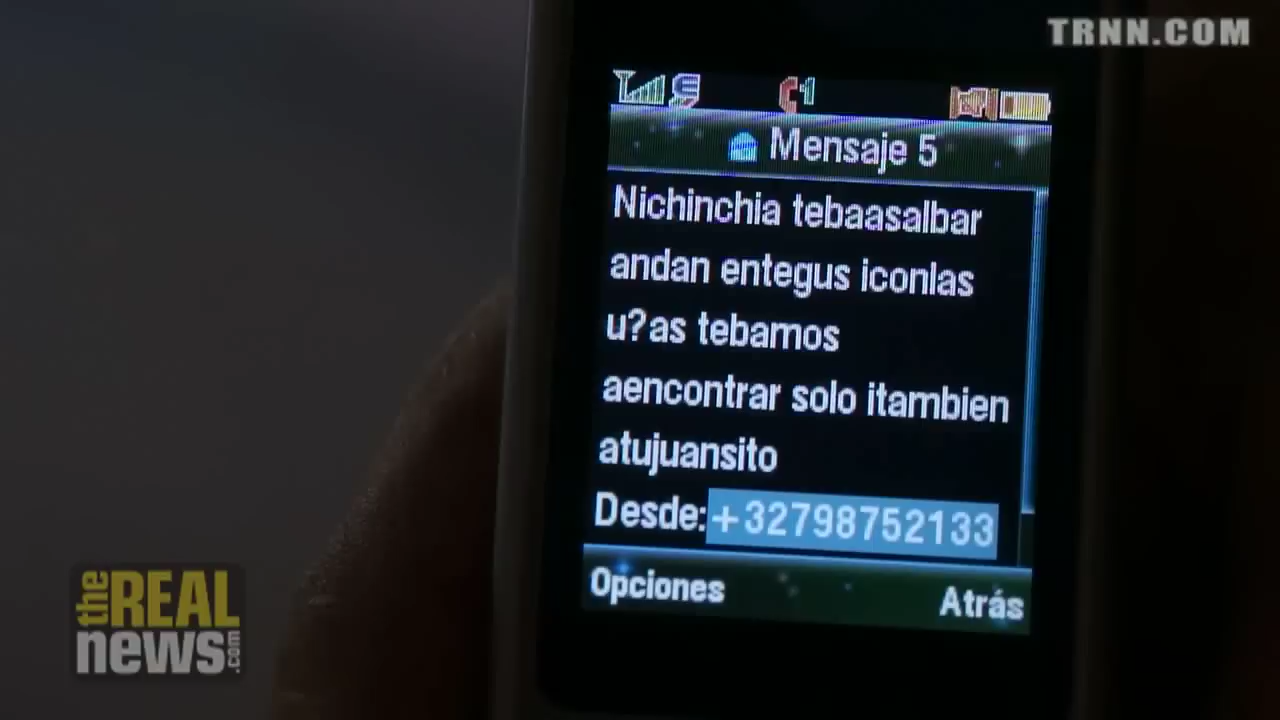 TRNN.COM
Mensaje 5
Nichinchia tebaasalbar
andan entegus iconlas
u?as tebamos
aencontrar solo itambien
atujuansito
Desde:+32798752133
Opciones Atrás
the REAL
news.com